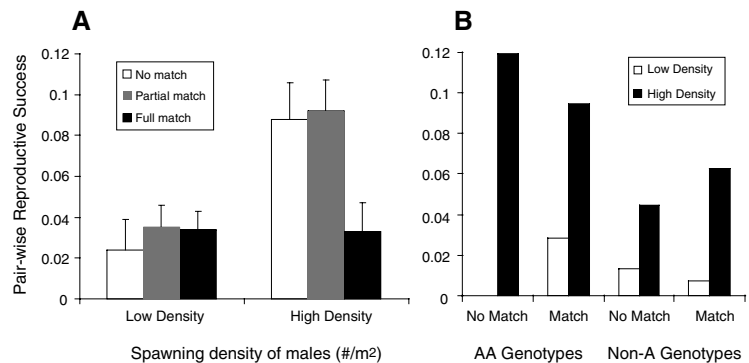 A
Pair-wise Reproductive Success
0.12
0.1
0.08
0.06
0.04
0.02
0
No match
Partial match
Full match
Low Density
High Density
Spawning density of males (#/m2)
B
0.12
0.1
0.08
0.06
0.04
0.02
0
Low Density
High Density
No Match
Match
No Match
Match
AA Genotypes
Non-A Genotypes